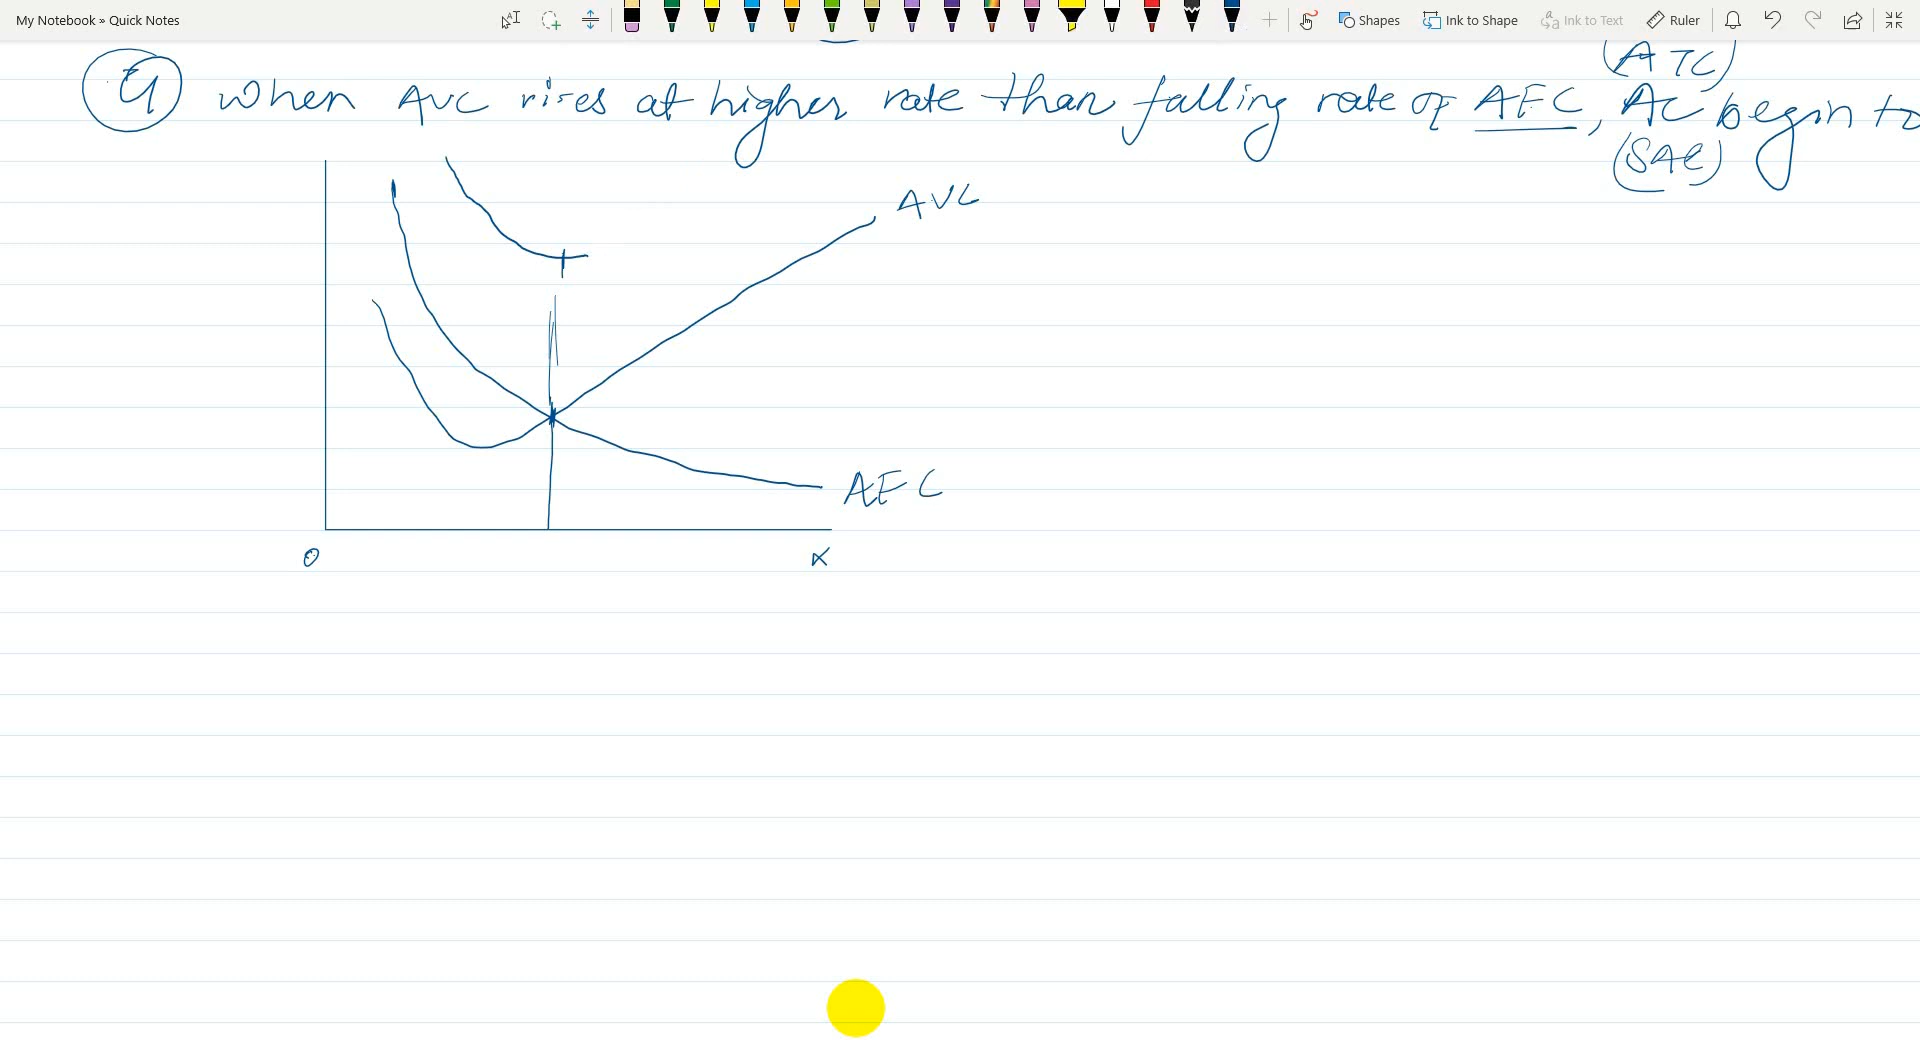 My Notebook » Quick Notes
Shapes Ink to Shape Ink to Text Ruler
(ATC)
4 when AVC rises at higher rate than falling rate of AFC, AC begin to
(SAC)
AVC
AFC
O X